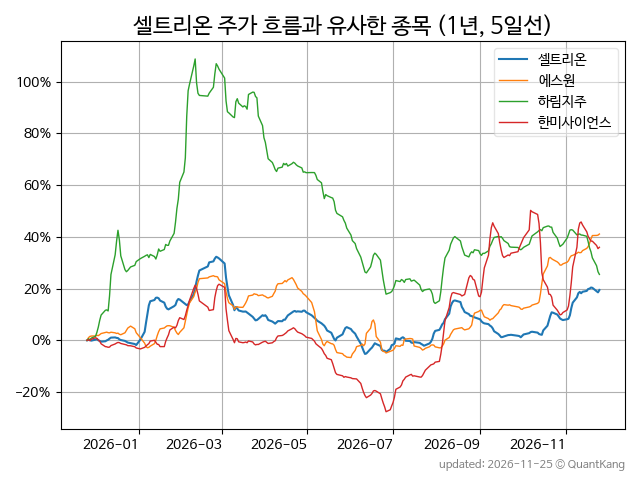 셀트리온 주가 흐름과 유사한 종목 (1년, 5일선)
셀트리온
에스원
하림지주
한미사이언스
100%
80%
60%
40%
20%
0%
−20%
2026-01
2026-03
2026-05
2026-07
2026-09
2026-11
updated: 2026-11-25 © QuantKang